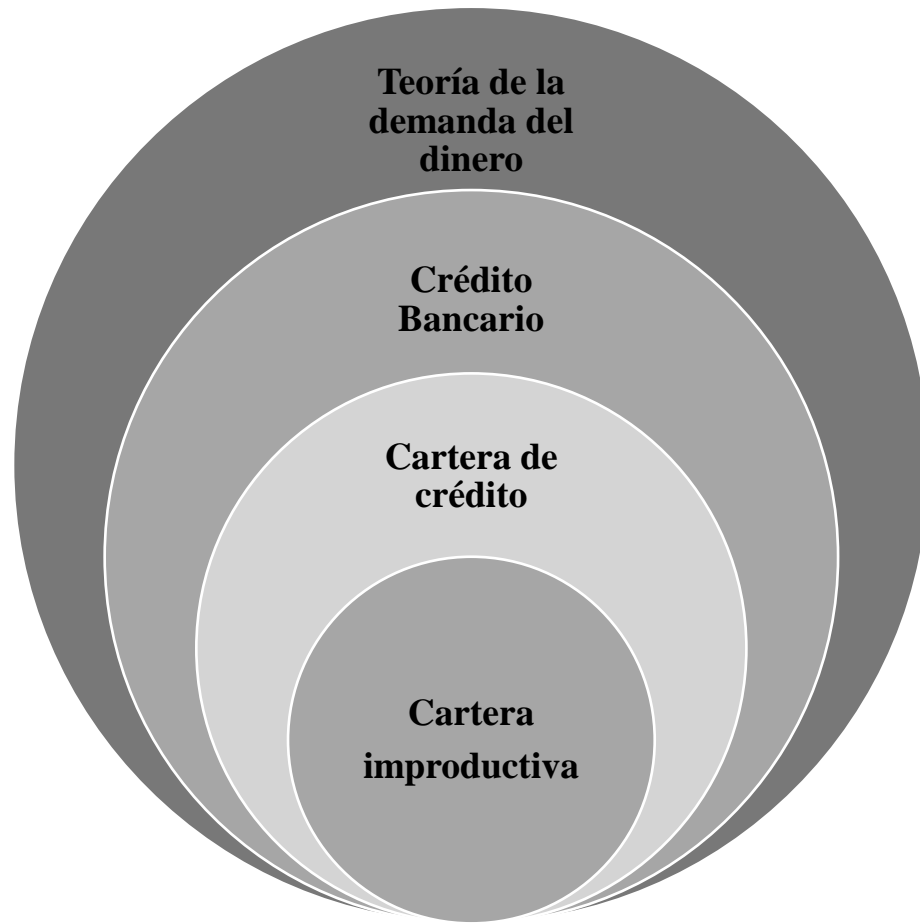 Teoría de la
demanda del
dinero
Crédito
Bancario
Cartera de
crédito
Cartera
improductiva